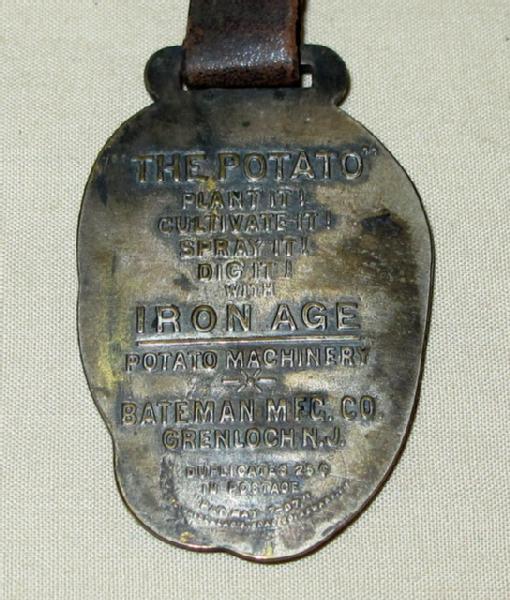 "THE POTATO"
PLANT IT!
CULTIVATE IT!
SPRAY IT!
DIG IT!
WITH
IRON AGE
POTATO MACHINERY
BATEMAN MFG. CO.
GRENLOCH N.J.
DUPLICATES 25¢
IN POSTAGE